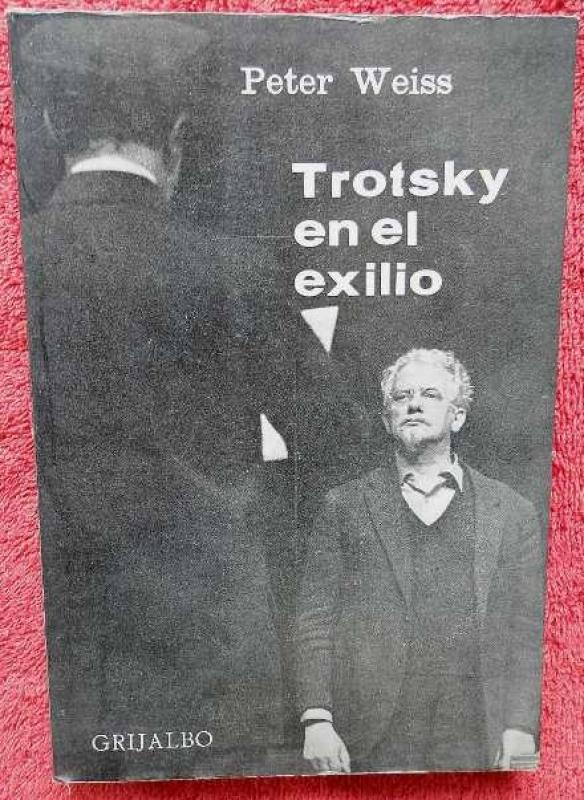 Peter Weiss
Trotsky
en el
exilio
GRIJALBO